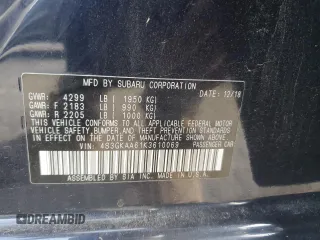 MFD. BY SUBARU CORPORATION
GVWR: 4299 LB ( 1950 KG) DATE: 12/18
GAWR: F 2183 LB ( 990 KG)
GAWR: R 2205 LB ( 1000 KG)
THIS VEHICLE CONFORMS TO ALL APPLICABLE
FEDERAL MOTOR VEHICLE SAFETY,
BUMPER, AND THEFT PREVENTION STANDARDS
IN EFFECT ON THE DATE OF
MANUFACTURE SHOWN ABOVE.
VIN: 4S3GKAA61K3610069 PASSENGER CAR
ASSEMBLED BY SIA, INC. MADE IN U.S.A.